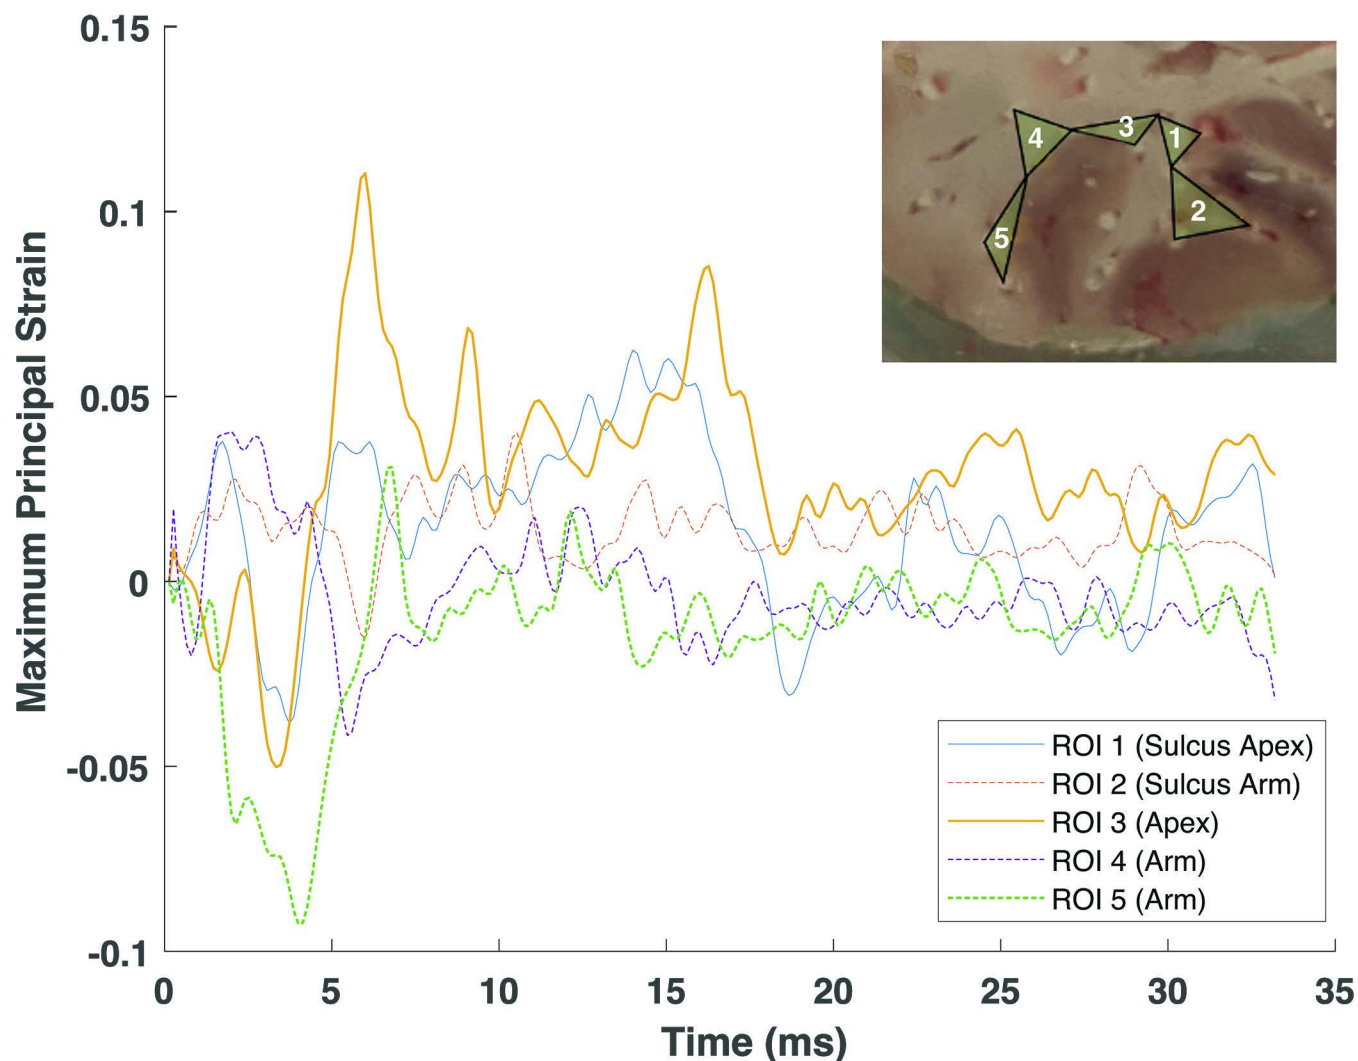 0.15
0.1
0.05
0
-0.05
-0.1
Maximum Principal Strain
0
5
10
15
20
25
30
35
Time (ms)
4
3
1
2
5
ROI 1 (Sulcus Apex)
ROI 2 (Sulcus Arm)
ROI 3 (Apex)
ROI 4 (Arm)
ROI 5 (Arm)